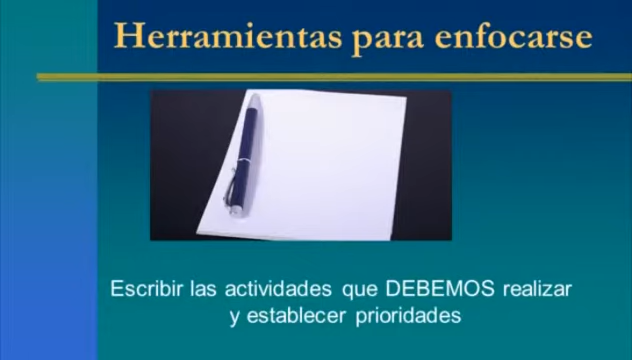 Herramientas para enfocarse
Escribir las actividades que DEBEMOS realizar
y establecer prioridades